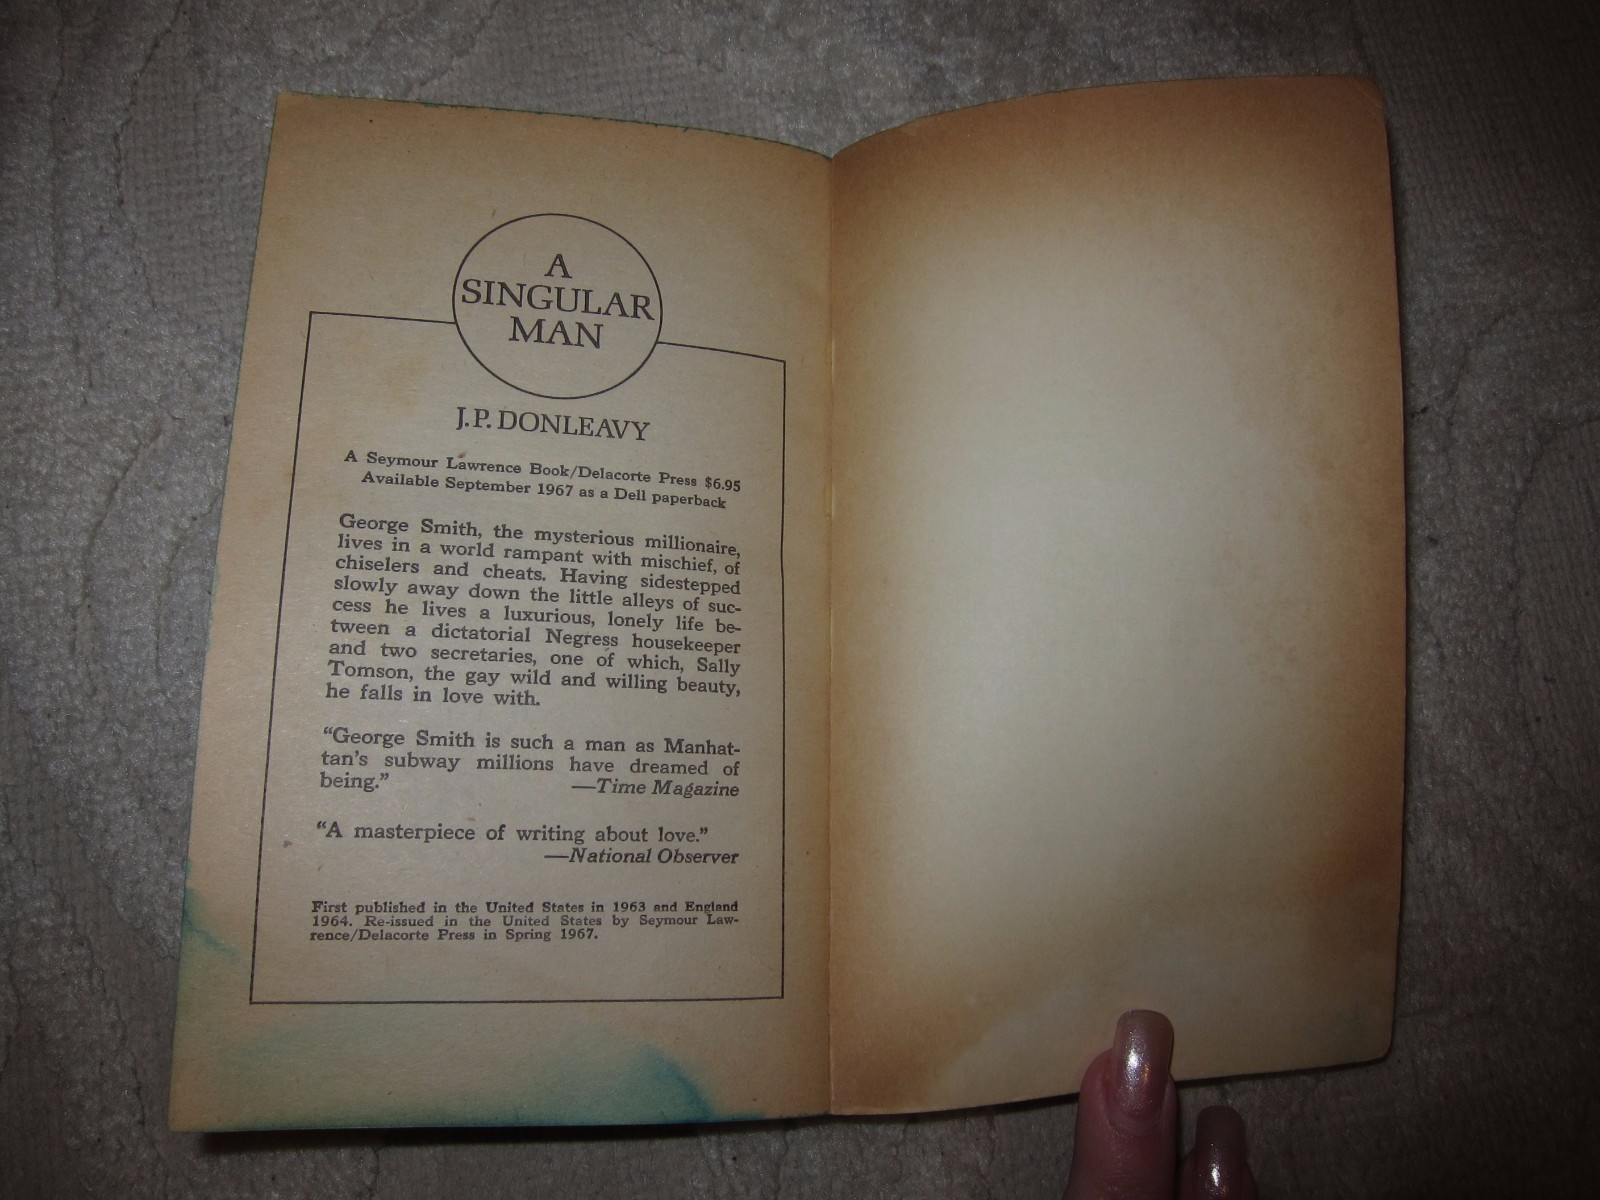 A
SINGULAR
MAN
J.P. DONLEAVY
A Seymour Lawrence Book/Delacorte Press $6.95
Available September 1967 as a Dell paperback
George Smith, the mysterious millionaire,
lives in a world rampant with mischief, of
chiselers and cheats. Having sidestepped
slowly away down the little alleys of suc-
cess he lives a luxurious, lonely life be-
tween a dictatorial Negress housekeeper
and two secretaries, one of which, Sally
Tomson, the gay wild and willing beauty,
he falls in love with.
“George Smith is such a man as Manhat-
tan’s subway millions have dreamed of
being.” —Time Magazine
“A masterpiece of writing about love.”
—National Observer
First published in the United States in 1963 and England
1964. Re-issued in the United States by Seymour Law-
rence/Delacorte Press in Spring 1967.